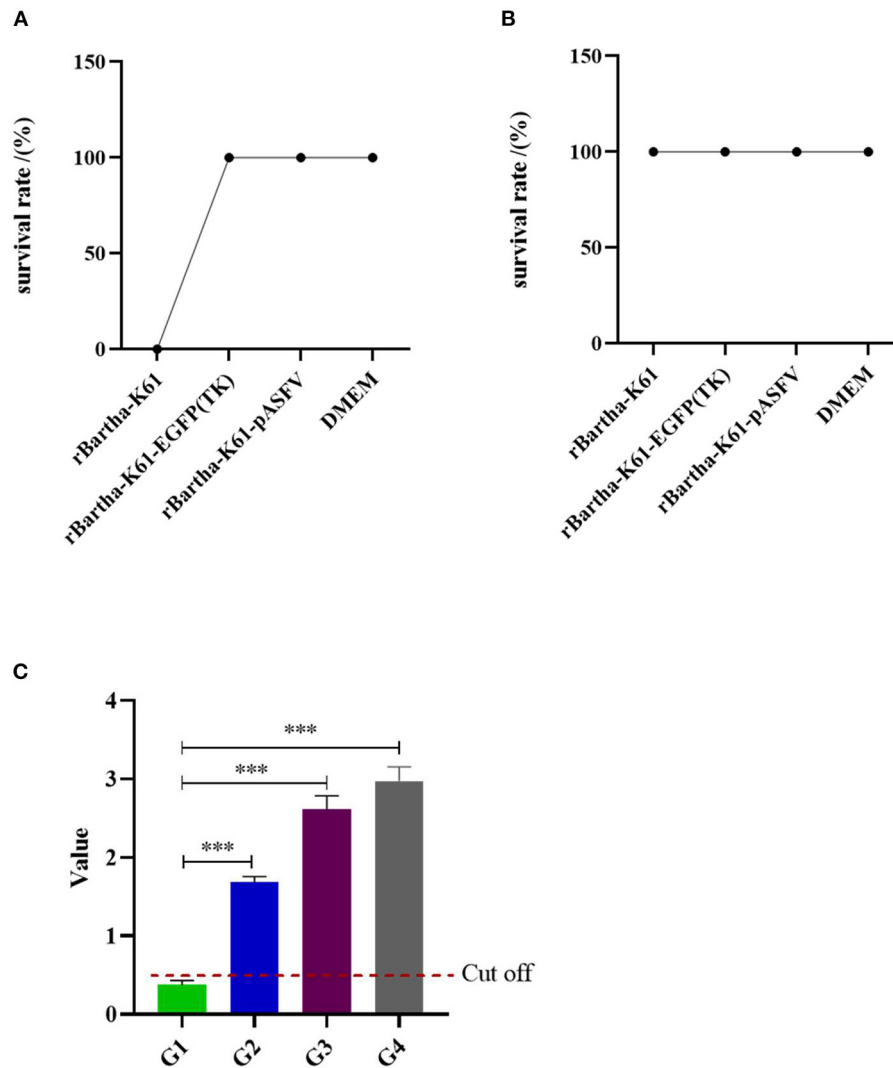 A
150
100
50
0
survival rate /(%)
rBartha-K61
rBartha-K61-EGFP(TK)
rBartha-K61-pASFV
DMEM
B
150
100
50
0
survival rate /(%)
rBartha-K61
rBartha-K61-EGFP(TK)
rBartha-K61-pASFV
DMEM
C
4
3
2
1
0
Value
***
***
***
Cut off
G1
G2
G3
G4